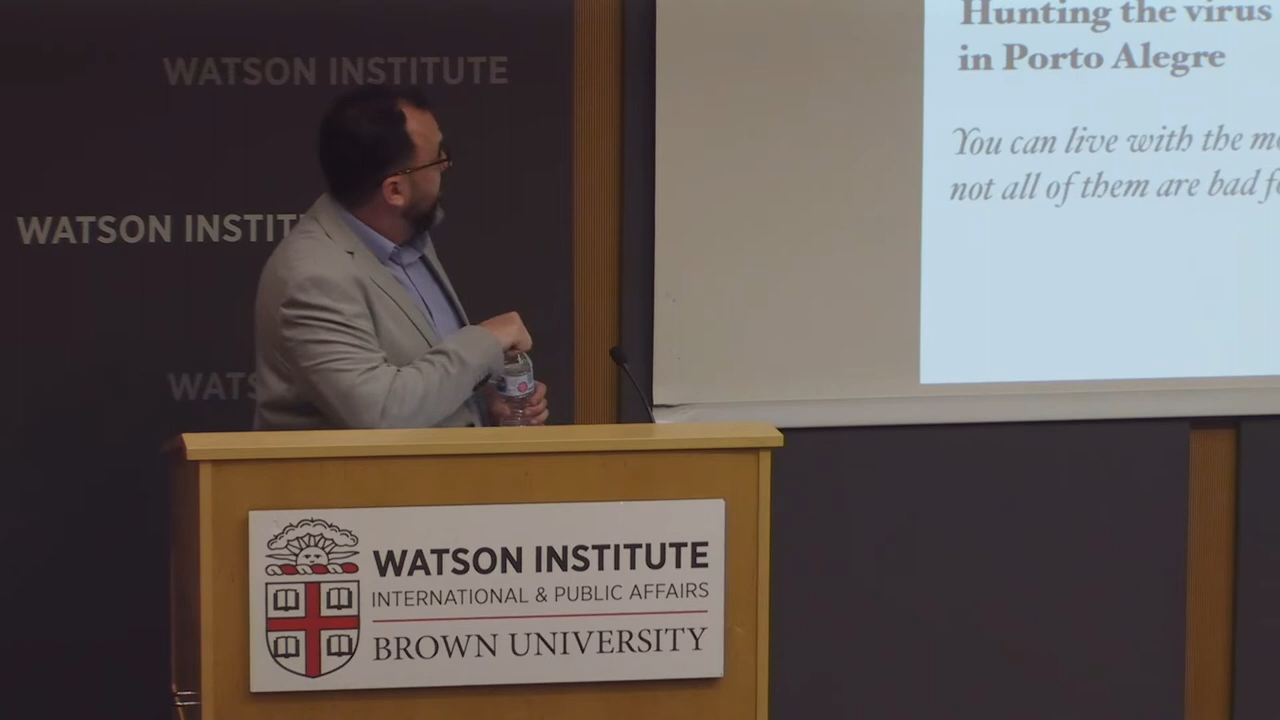 WATSON INSTITUTE
WATSON INSTIT
WATS
Hunting the virus
in Porto Alegre
You can live with the
not all of them are bad
WATSON INSTITUTE
INTERNATIONAL & PUBLIC AFFAIRS
BROWN UNIVERSITY